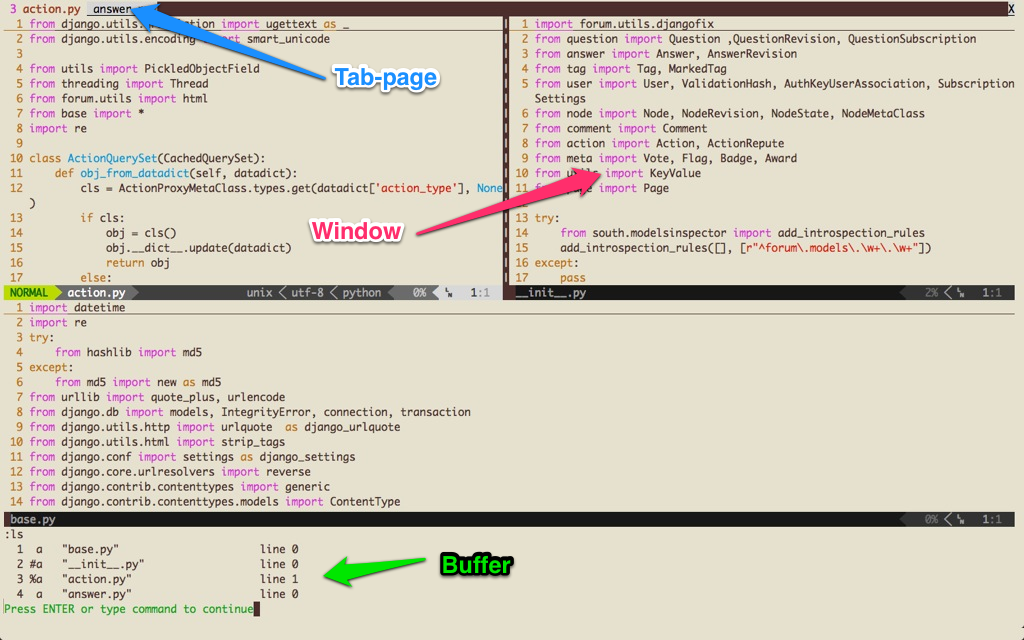 3 action.py answer X
1 from django.utils. import ugettext as _
2 from django.utils.encoding import smart_unicode
3
4 from utils import PickledObjectField
5 from threading import Thread
6 from forum.utils import html
7 from base import *
8 import re
9
10 class ActionQuerySet(CachedQuerySet):
11 def obj_from_datadict(self, datadict):
12 cls = ActionProxyMetaClass.types.get(datadict['action_type'], None
)
13 if cls:
14 obj = cls()
15 obj.__dict__.update(datadict)
16 return obj
17 else:
NORMAL action.py unix utf-8 python 0% 1:1
1 import forum.utils.djangofix
2 from question import Question ,QuestionRevision, QuestionSubscription
3 from answer import Answer, AnswerRevision
4 from tag import Tag, MarkedTag
5 from user import User, ValidationHash, AuthKeyUserAssociation, Subscription
Settings
6 from node import Node, NodeRevision, NodeState, NodeMetaClass
7 from comment import Comment
8 from action import Action, ActionRepute
9 from meta import Vote, Flag, Badge, Award
10 from utils import KeyValue
11 import Page
12
13 try:
14 from south.modelsinspector import add_introspection_rules
15 add_introspection_rules([], [r"^forum\.models\.\w+\.\w+"])
16 except:
17 pass
__init__.py 2% 1:1
Tab-page
Window
1 import datetime
2 import re
3 try:
4 from hashlib import md5
5 except:
6 from md5 import new as md5
7 from urllib import quote_plus, urlencode
8 from django.db import models, IntegrityError, connection, transaction
9 from django.utils.http import urlquote as django_urlquote
10 from django.utils.html import strip_tags
11 from django.conf import settings as django_settings
12 from django.core.urlresolvers import reverse
13 from django.contrib.contenttypes import generic
14 from django.contrib.contenttypes.models import ContentType
base.py 0% 1:1
:ls
1 a "base.py" line 0
2 #a "__init__.py" line 0
3 %a "action.py" line 1
4 a "answer.py" line 0
Press ENTER or type command to continue
Buffer